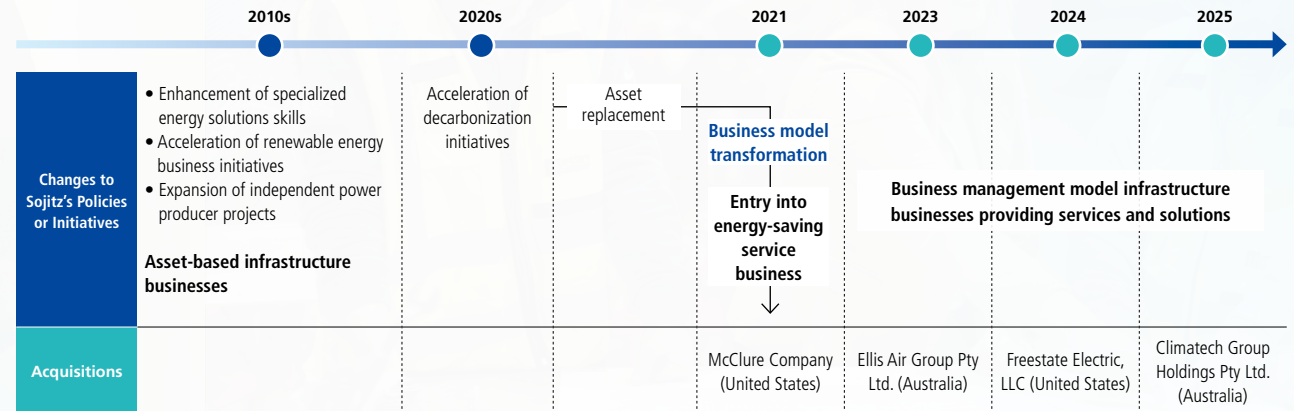 2010s
2020s
2021
2023
2024
2025
Changes to
Sojitz's Policies
or Initiatives
• Enhancement of specialized
energy solutions skills
• Acceleration of renewable energy
business initiatives
• Expansion of independent power
producer projects
Asset-based infrastructure
businesses
Acceleration of
decarbonization
initiatives
Asset
replacement
Business model
transformation
Entry into
energy-saving
service
business
Business management model infrastructure
businesses providing services and solutions
Acquisitions
McClure Company
(United States)
Ellis Air Group Pty
Ltd. (Australia)
Freestate Electric,
LLC (United States)
Climatech Group
Holdings Pty Ltd.
(Australia)